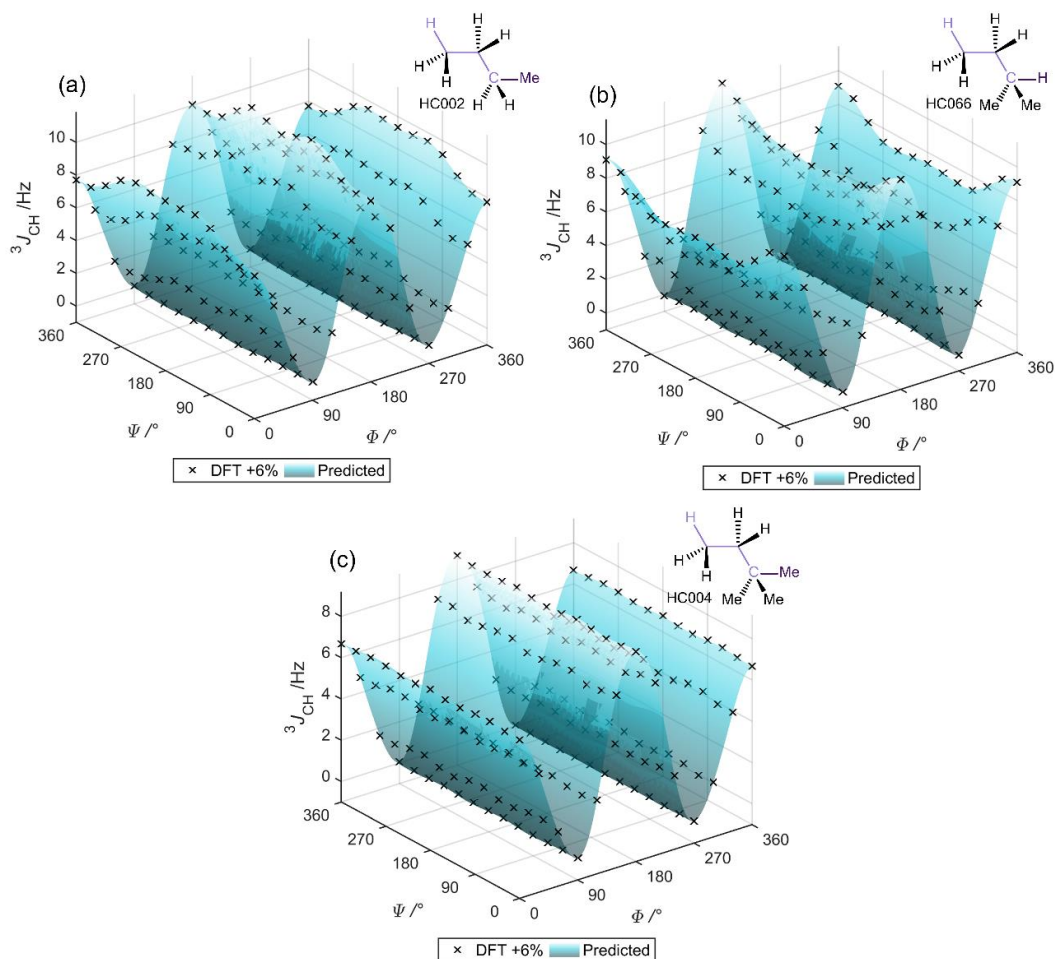 (a)
H
H
H
H
H
C
Me
H
H
HC002
³J_CH /Hz
10
8
6
4
2
0
360
270
180
90
0
Ψ /°
0
90
180
270
360
Φ /°
× DFT +6% Predicted
(b)
H
H
H
H
H
C
H
Me
Me
HC066
³J_CH /Hz
10
8
6
4
2
0
360
270
180
90
0
Ψ /°
0
90
180
270
360
Φ /°
× DFT +6% Predicted
(c)
H
H
H
H
H
C
Me
Me
Me
HC004
³J_CH /Hz
8
6
4
2
0
360
270
180
90
0
Ψ /°
0
90
180
270
360
Φ /°
× DFT +6% Predicted